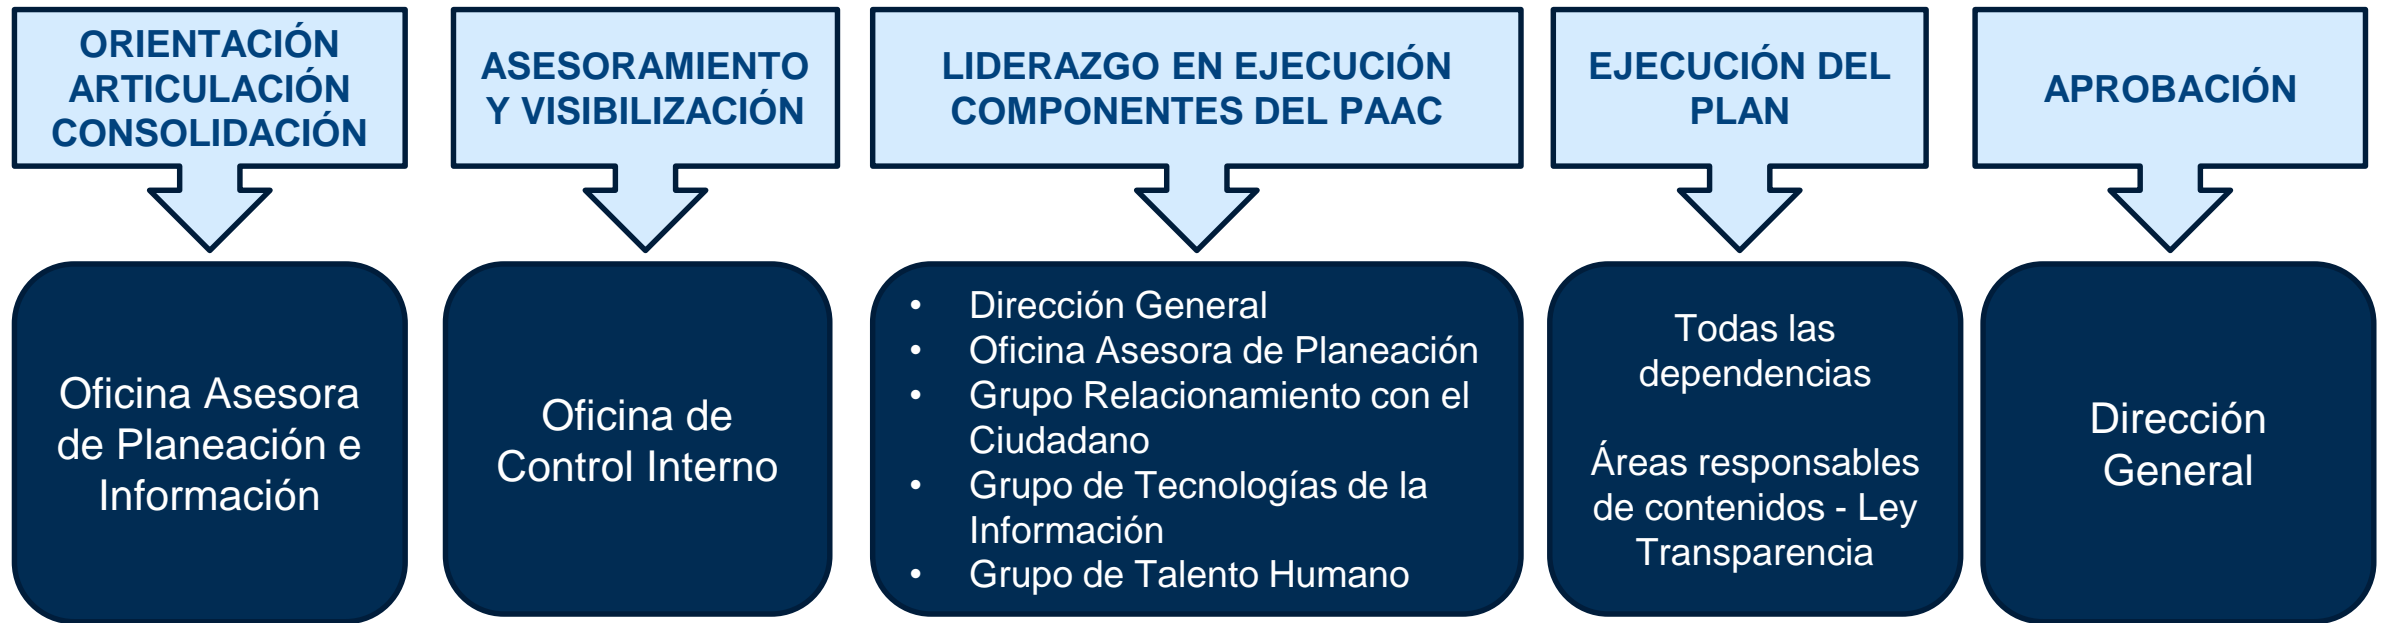 ORIENTACIÓN
ARTICULACIÓN
CONSOLIDACIÓN
ASESORAMIENTO
Y VISIBILIZACIÓN
LIDERAZGO EN EJECUCIÓN
COMPONENTES DEL PAAC
EJECUCIÓN DEL
PLAN
APROBACIÓN
Oficina Asesora
de Planeación e
Información
Oficina de
Control Interno
• Dirección General
• Oficina Asesora de Planeación
• Grupo Relacionamiento con el
Ciudadano
• Grupo de Tecnologías de la
Información
• Grupo de Talento Humano
Todas las
dependencias
Áreas responsables
de contenidos - Ley
Transparencia
Dirección
General